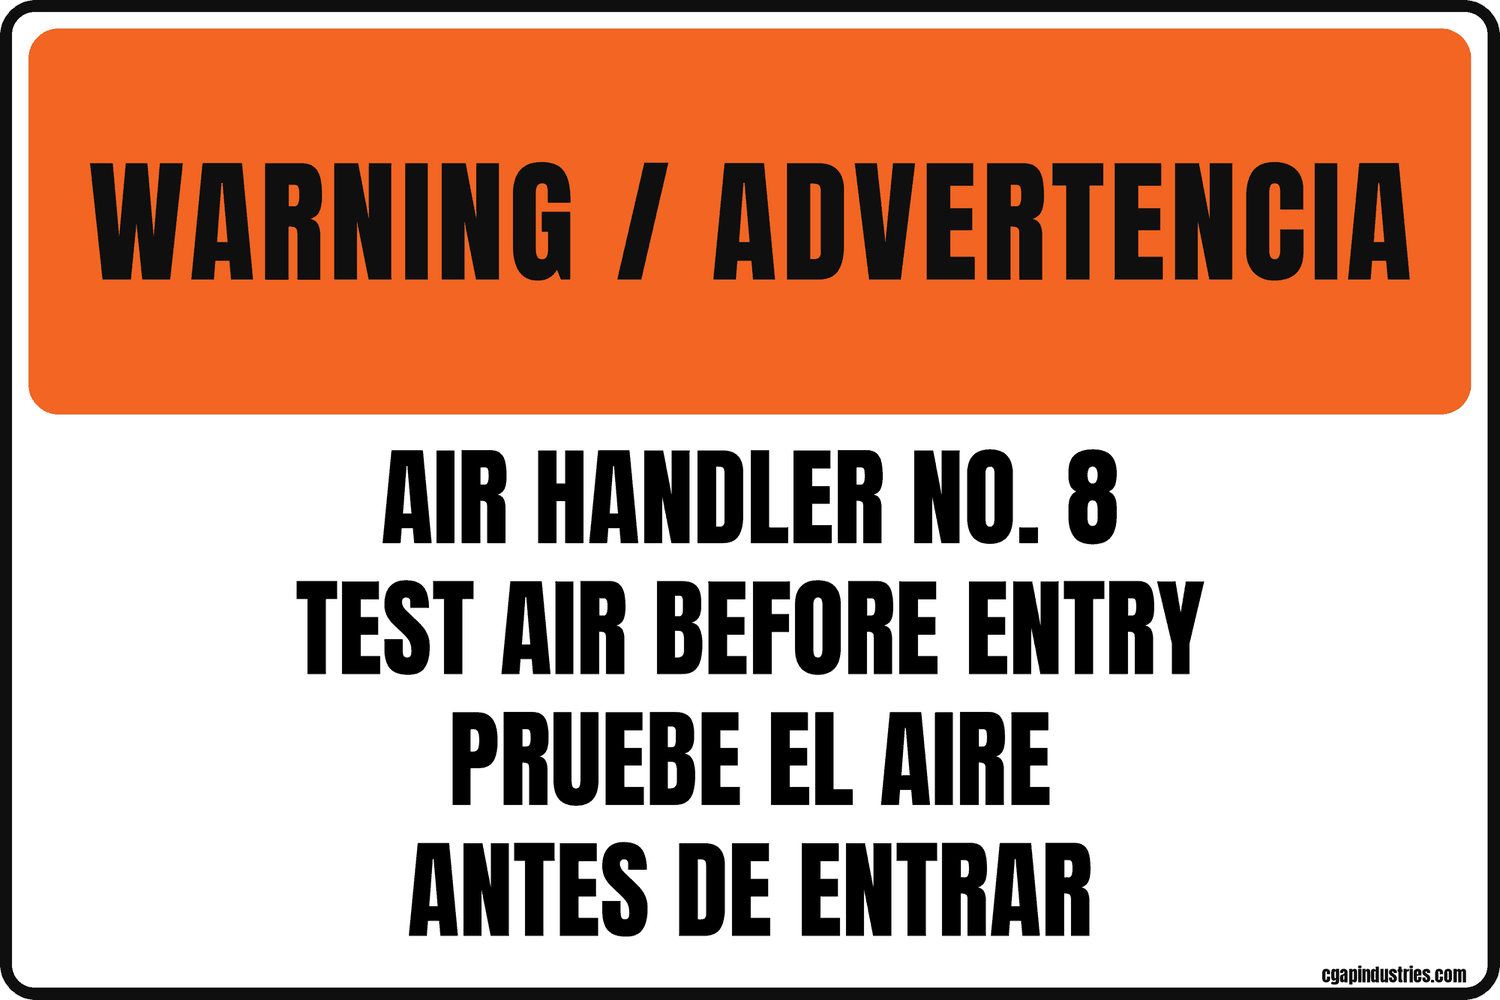 WARNING / ADVERTENCIA
AIR HANDLER NO. 8
TEST AIR BEFORE ENTRY
PRUEBE EL AIRE
ANTES DE ENTRAR
cgapindustries.com